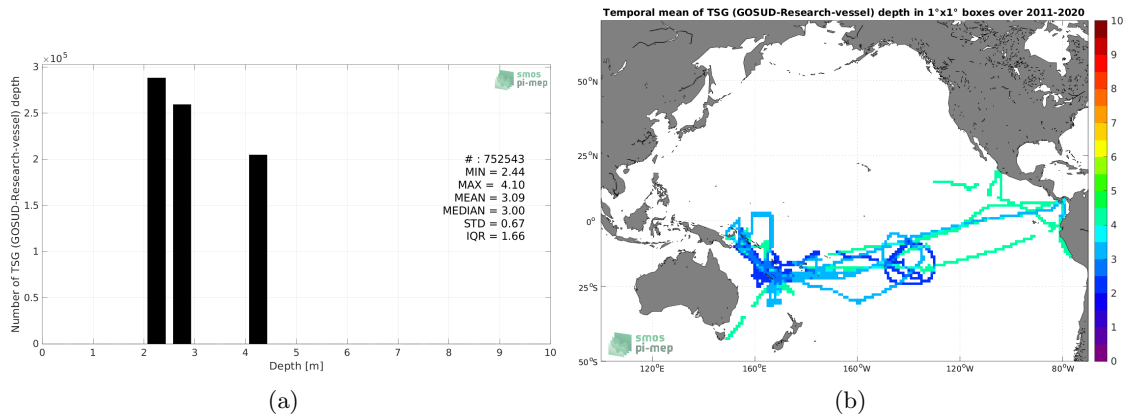 ×10⁵
3
2.5
2
1.5
1
0.5
0
Number of TSG (GOSUD-Research-vessel) depth
smos
pi-mep
# : 752543
MIN = 2.44
MAX = 4.10
MEAN = 3.09
MEDIAN = 3.00
STD = 0.67
IQR = 1.66
0 1 2 3 4 5 6 7 8 9 10
Depth [m]
(a)
Temporal mean of TSG (GOSUD-Research-vessel) depth in 1°x1° boxes over 2011-2020
50°N
25°N
0°
25°S
50°S
smos
pi-mep
120°E 160°E 160°W 120°W 80°W
10
9
8
7
6
5
4
3
2
1
0
(b)